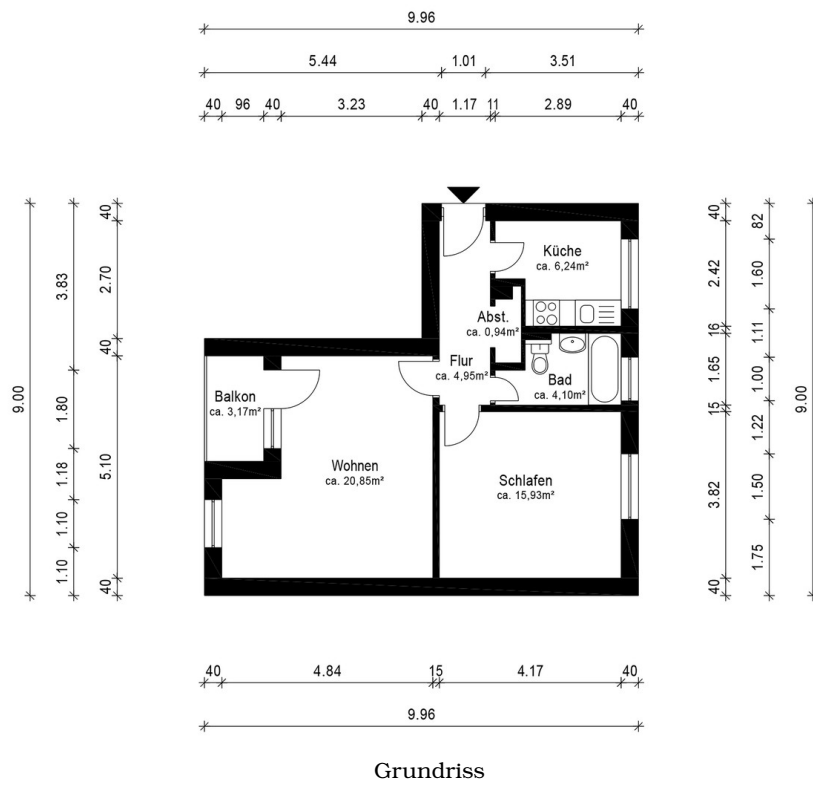 9.96
5.44 1.01 3.51
40 96 40 3.23 40 1.17 11 2.89 40
9.00
3.83 1.80 1.18 1.10 1.10
40 2.70 40 5.10 40
Küche
ca. 6,24m²
Abst.
ca. 0,94m²
Flur
ca. 4,95m²
Bad
ca. 4,10m²
Balkon
ca. 3,17m²
Wohnen
ca. 20,85m²
Schlafen
ca. 15,93m²
40 2.42 16 1.65 15 3.82 40
82 1.60 1.11 1.00 1.22 1.50 1.75
9.00
40 4.84 15 4.17 40
9.96
Grundriss